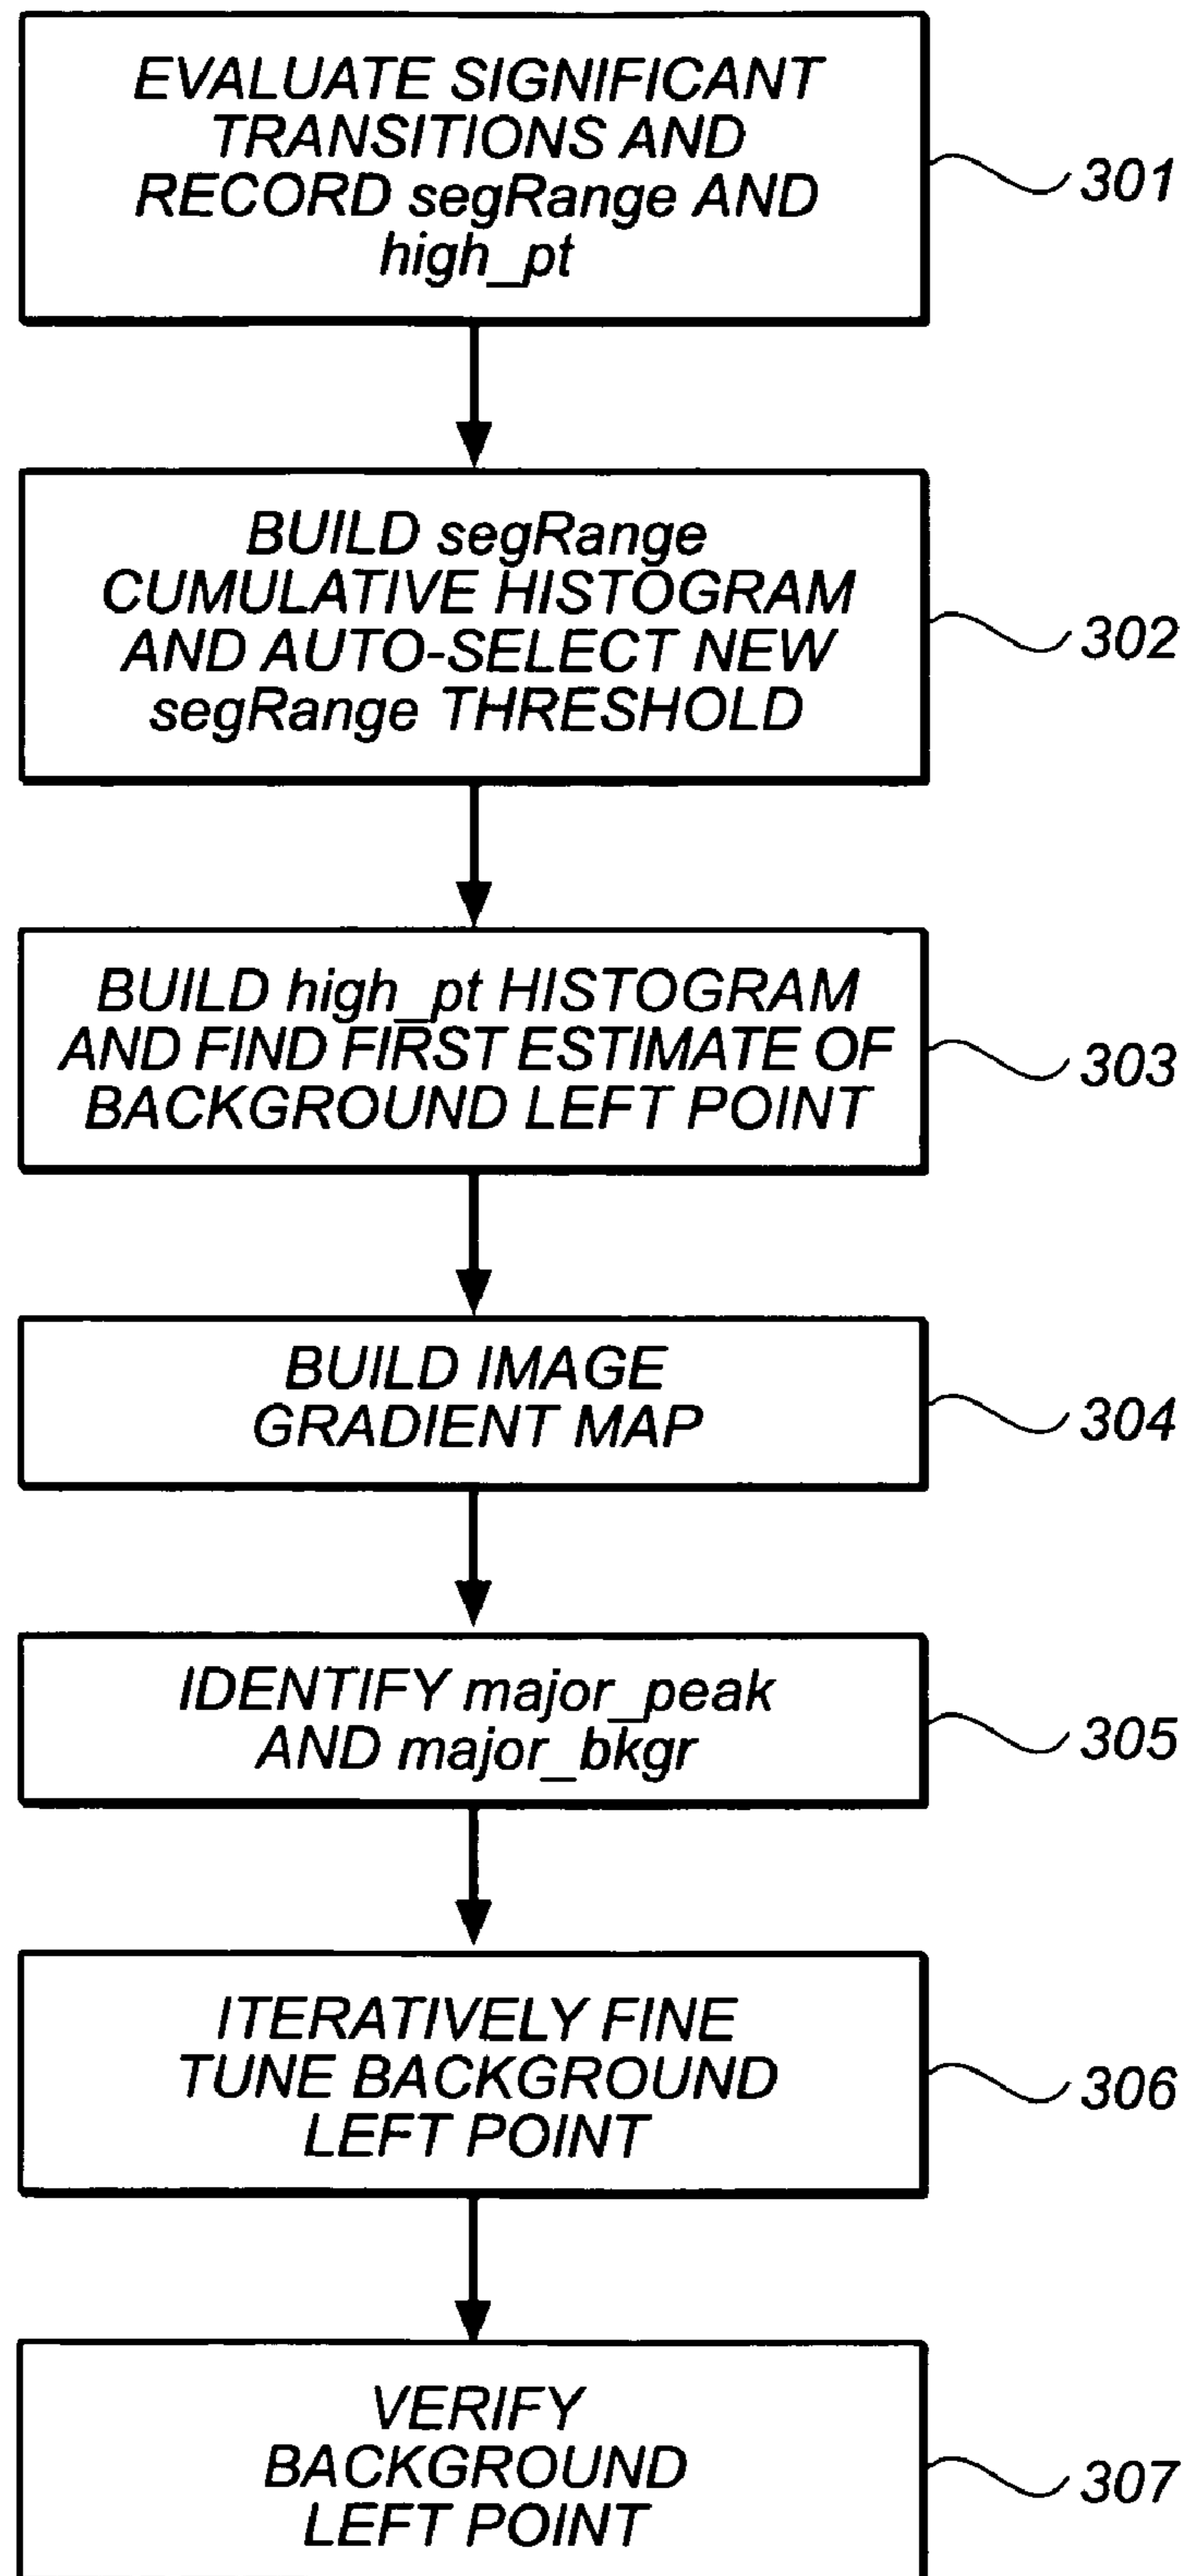 EVALUATE SIGNIFICANT
TRANSITIONS AND
RECORD segRange AND
high_pt
301
BUILD segRange
CUMULATIVE HISTOGRAM
AND AUTO-SELECT NEW
segRange THRESHOLD
302
BUILD high_pt HISTOGRAM
AND FIND FIRST ESTIMATE OF
BACKGROUND LEFT POINT
303
BUILD IMAGE
GRADIENT MAP
304
IDENTIFY major_peak
AND major_bkgr
305
ITERATIVELY FINE
TUNE BACKGROUND
LEFT POINT
306
VERIFY
BACKGROUND
LEFT POINT
307